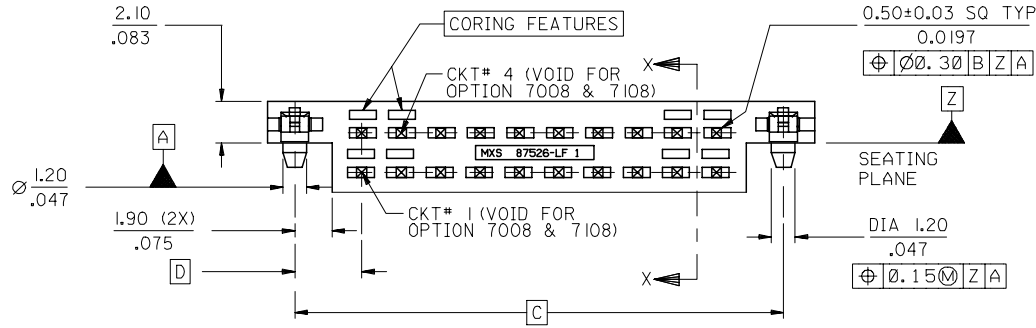 2.10
.083
CORING FEATURES
0.50±0.03 SQ TYP
0.0197
⌖ Ø0.30 B Z A
X
CKT# 4 (VOID FOR
OPTION 7008 & 7108)
Z
A
MXS 87526-LF 1
SEATING
PLANE
Ø 1.20
.047
CKT# 1 (VOID FOR
OPTION 7008 & 7108)
1.90 (2X)
.075
DIA 1.20
.047
D
X
⌖ 0.15Ⓜ Z A
C